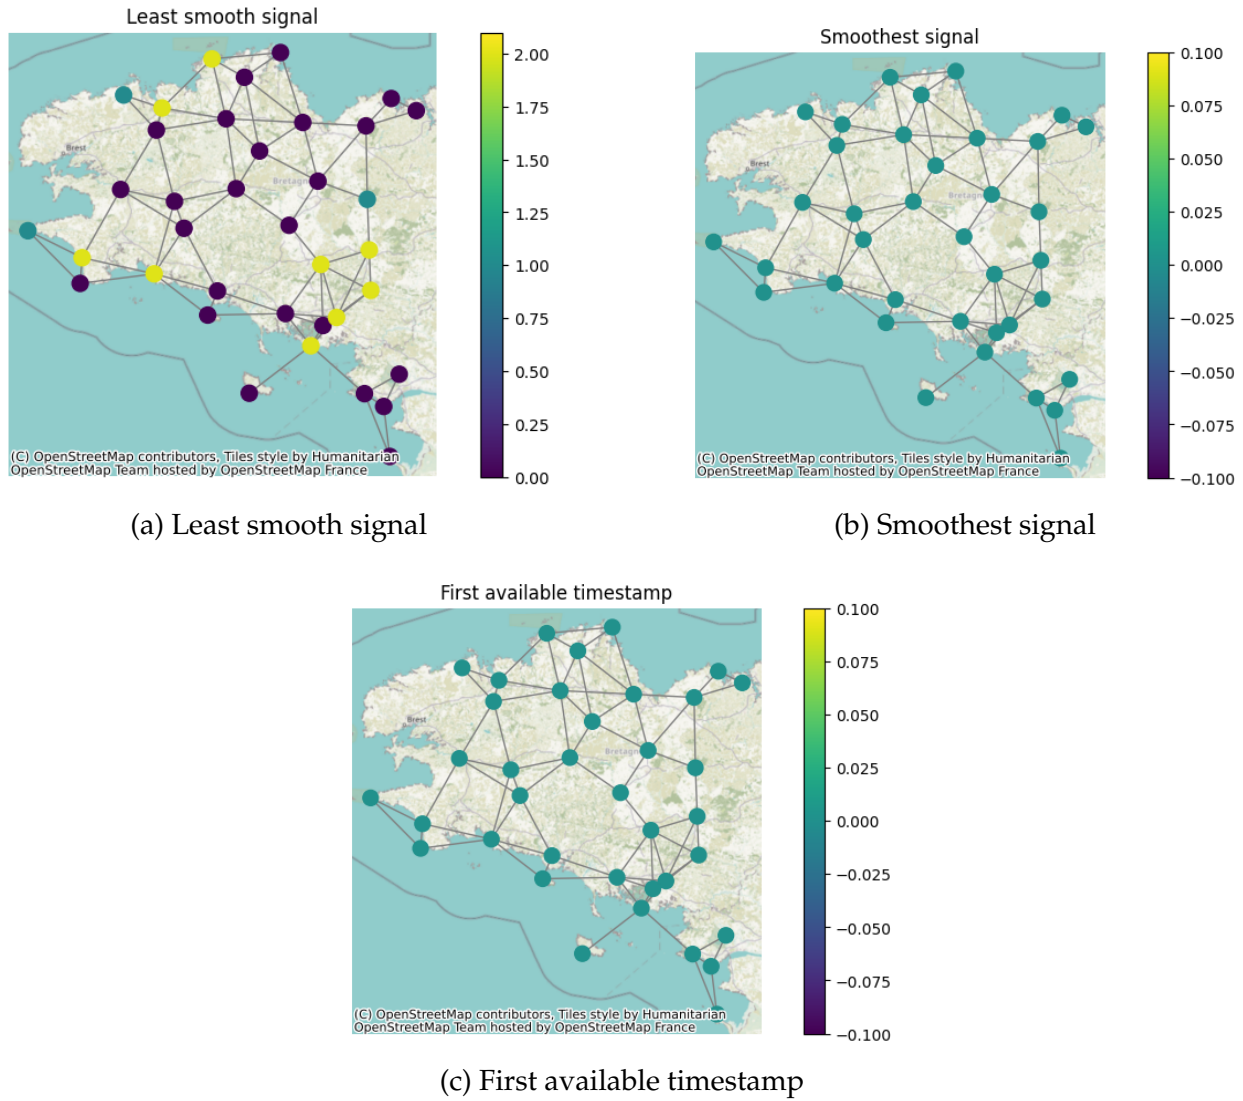 Least smooth signal
Brest
Bretagn
(C) OpenStreetMap contributors, Tiles style by Humanitarian
OpenStreetMap Team hosted by OpenStreetMap France
2.00
1.75
1.50
1.25
1.00
0.75
0.50
0.25
0.00
(a) Least smooth signal
Smoothest signal
Brest
Bretagne
(C) OpenStreetMap contributors, Tiles style by Humanitarian
OpenStreetMap Team hosted by OpenStreetMap France
0.100
0.075
0.050
0.025
0.000
−0.025
−0.050
−0.075
−0.100
(b) Smoothest signal
First available timestamp
Brest
Bretagn
(C) OpenStreetMap contributors, Tiles style by Humanitarian
OpenStreetMap Team hosted by OpenStreetMap France
0.100
0.075
0.050
0.025
0.000
−0.025
−0.050
−0.075
−0.100
(c) First available timestamp